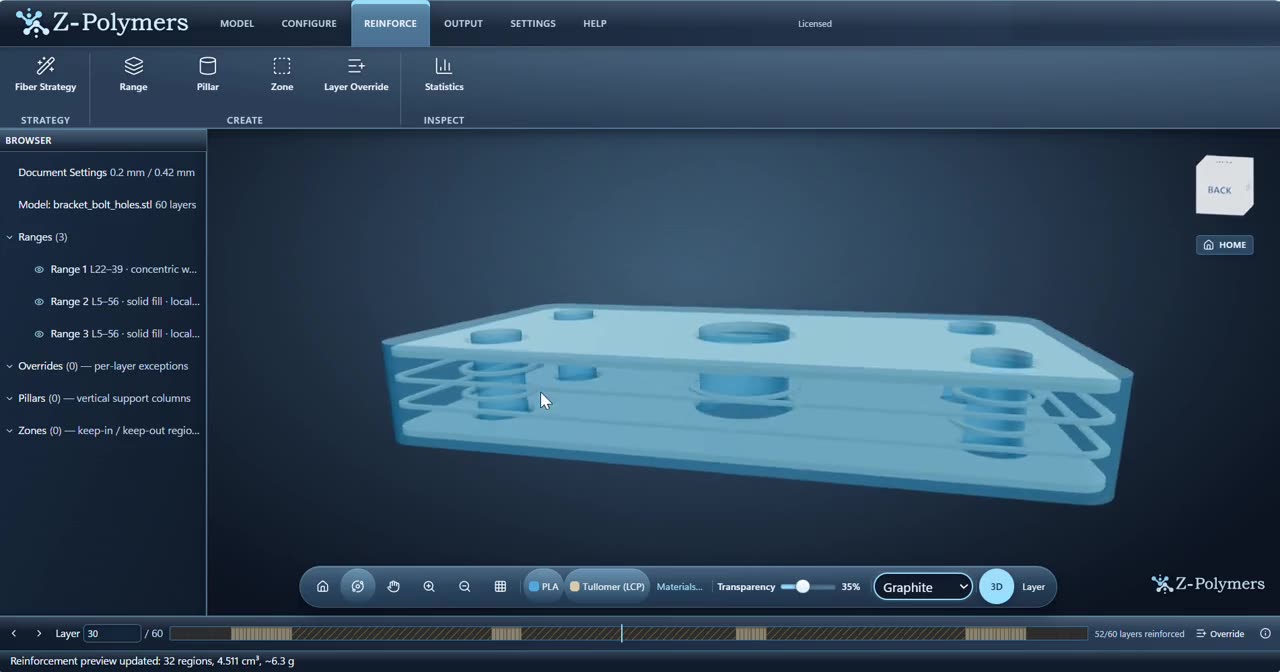 Z-Polymers MODEL CONFIGURE REINFORCE OUTPUT SETTINGS HELP Licensed
Fiber Strategy Range Pillar Zone Layer Override Statistics
STRATEGY CREATE INSPECT
BROWSER
Document Settings 0.2 mm / 0.42 mm
Model: bracket_bolt_holes.stl 60 layers
Ranges (3)
Range 1 L22–39 · concentric w...
Range 2 L5–56 · solid fill · local...
Range 3 L5–56 · solid fill · local...
Overrides (0) — per-layer exceptions
Pillars (0) — vertical support columns
Zones (0) — keep-in / keep-out regio...
BACK
HOME
PLA Tullomer (LCP) Materials... Transparency 35% Graphite 3D Layer
Z-Polymers
Layer 30 / 60 52/60 layers reinforced Override
Reinforcement preview updated: 32 regions, 4.511 cm³, ~6.3 g